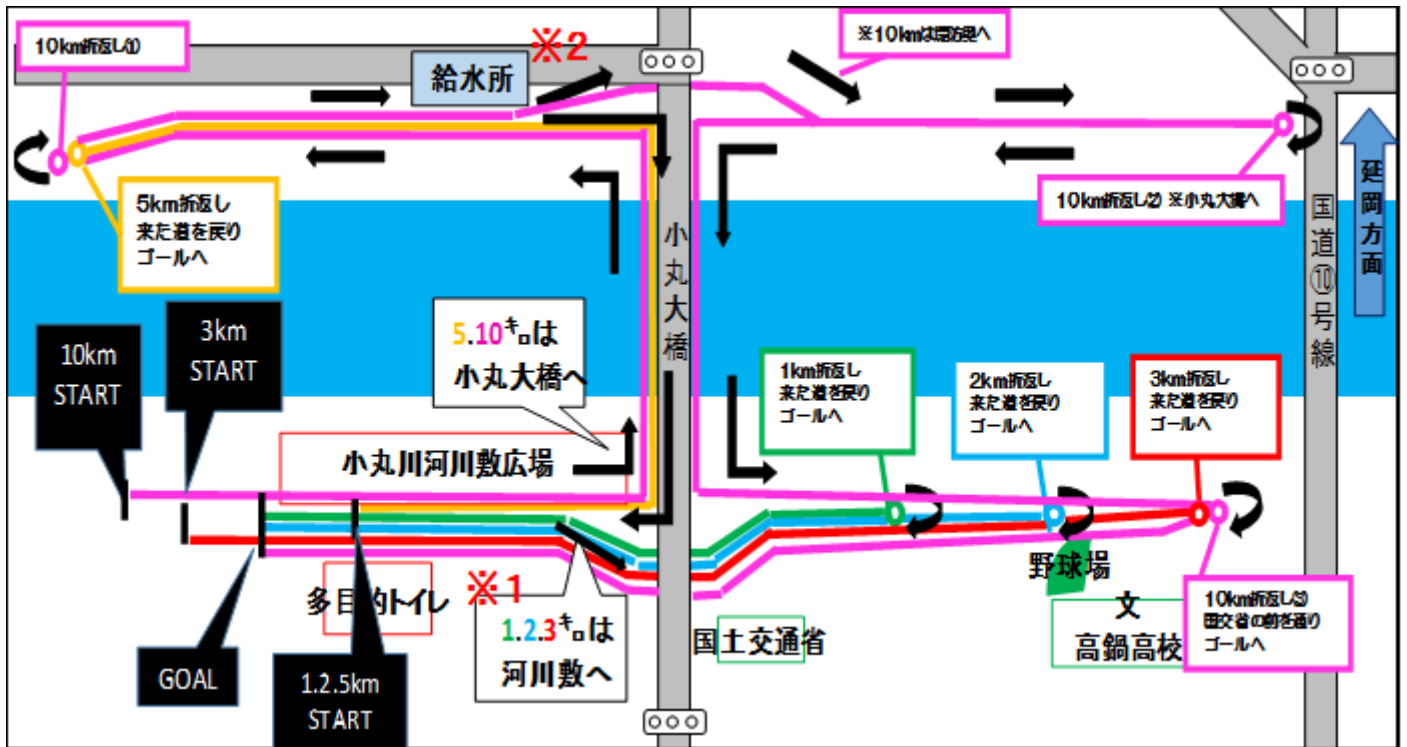 10km折返し(1)
※2
給水所
※10kmは堤防へ
5km折返し
来た道を戻り
ゴールへ
10km折返し(2) ※小丸大橋へ
延岡方面
国道⑩号線
小丸大橋
10km
START
3km
START
5.10㌔は
小丸大橋へ
1km折返し
来た道を戻り
ゴールへ
2km折返し
来た道を戻り
ゴールへ
3km折返し
来た道を戻り
ゴールへ
小丸川河川敷広場
多目的トイレ
※1
1.2.3㌔は
河川敷へ
GOAL
1.2.5km
START
国土交通省
野球場
文
高鍋高校
10km折返し(3)
国交省の前を通り
ゴールへ